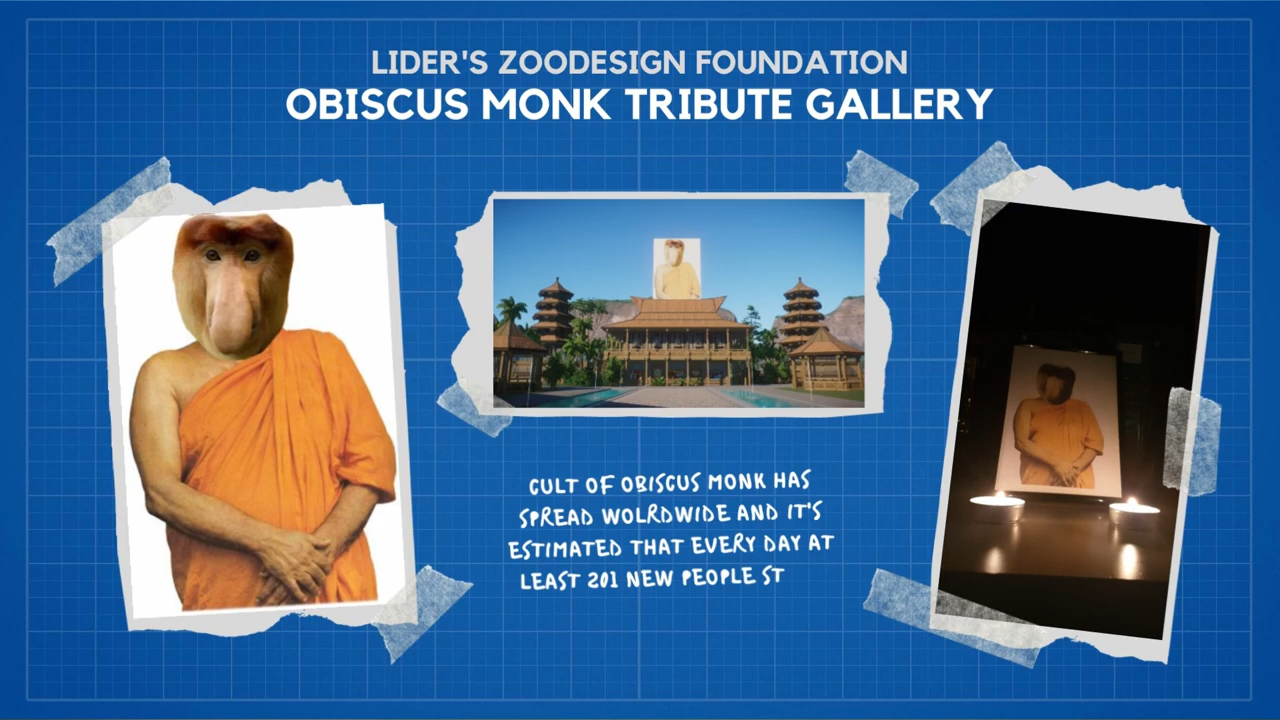 LIDER'S ZOODESIGN FOUNDATION
OBISCUS MONK TRIBUTE GALLERY
CULT OF OBISCUS MONK HAS
SPREAD WOLRDWIDE AND IT'S
ESTIMATED THAT EVERY DAY AT
LEAST 201 NEW PEOPLE ST